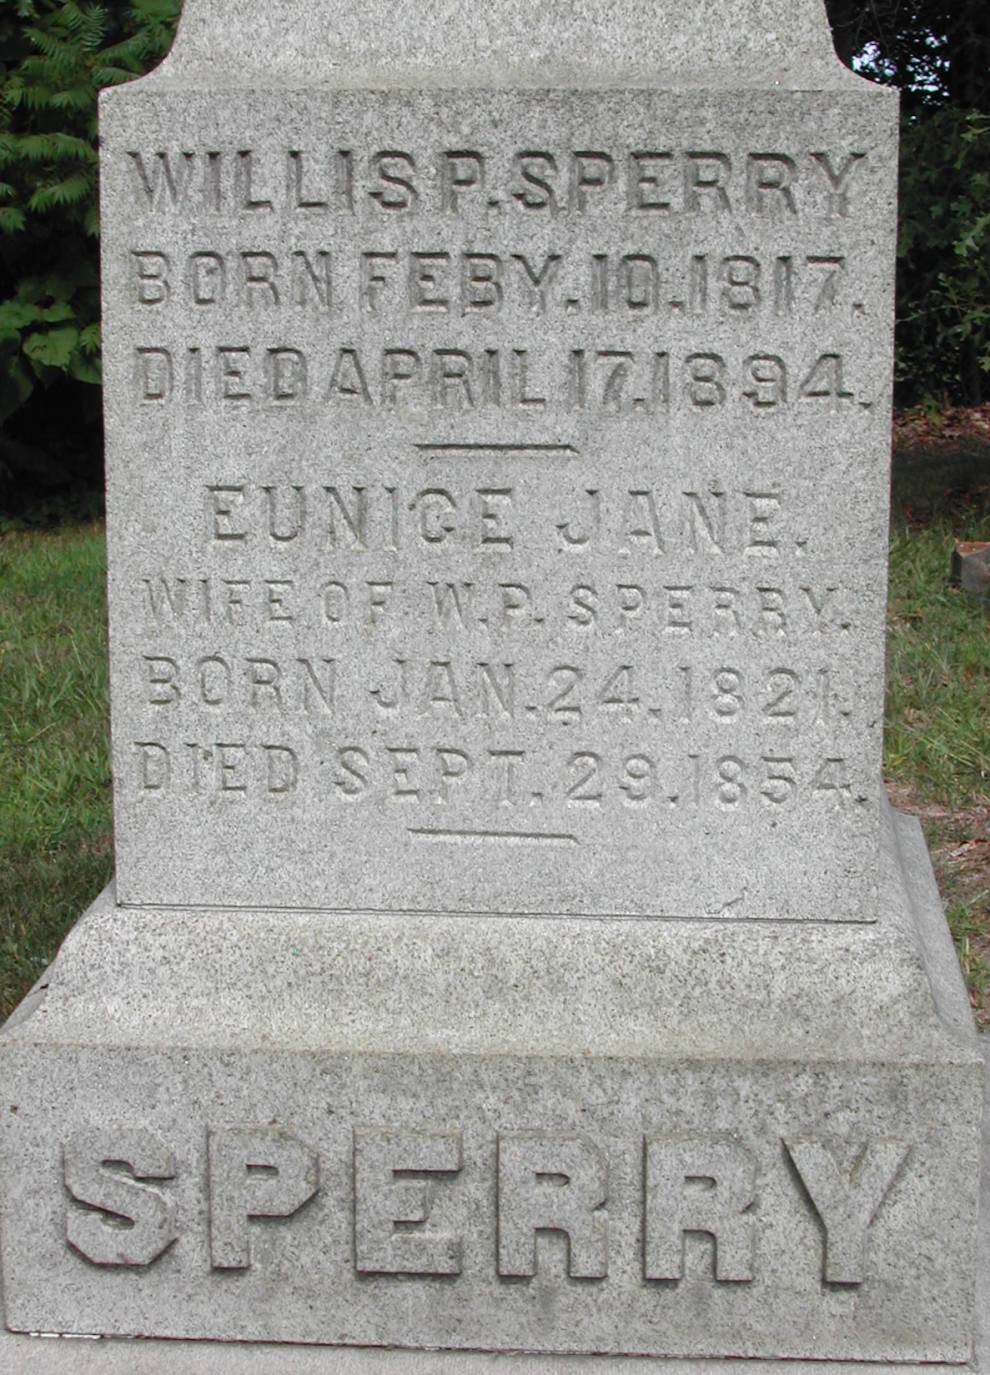 WILLIS P. SPERRY
BORN FEBY. 10. 1817.
DIED APRIL 17. 1894.
EUNICE JANE.
WIFE OF W. P. SPERRY.
BORN JAN. 24. 1821.
DIED SEPT. 29. 1854.
SPERRY